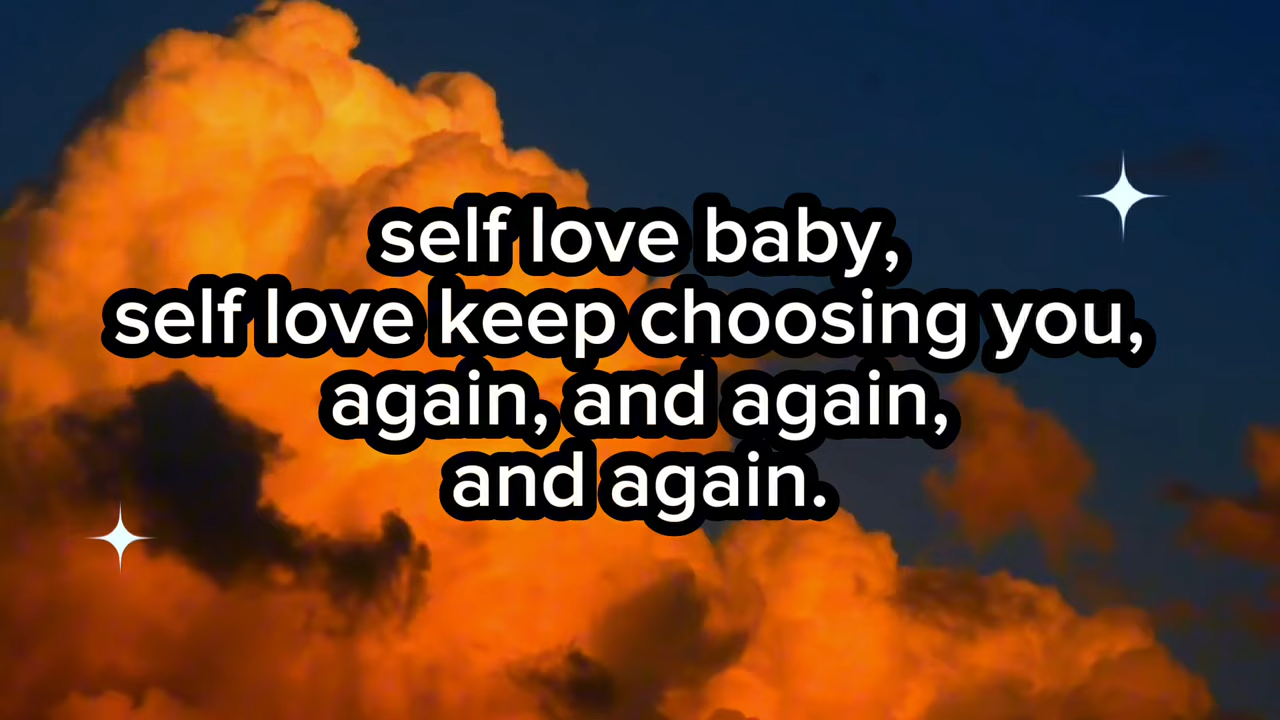 self love baby,
self love keep choosing you,
again, and again,
and again.